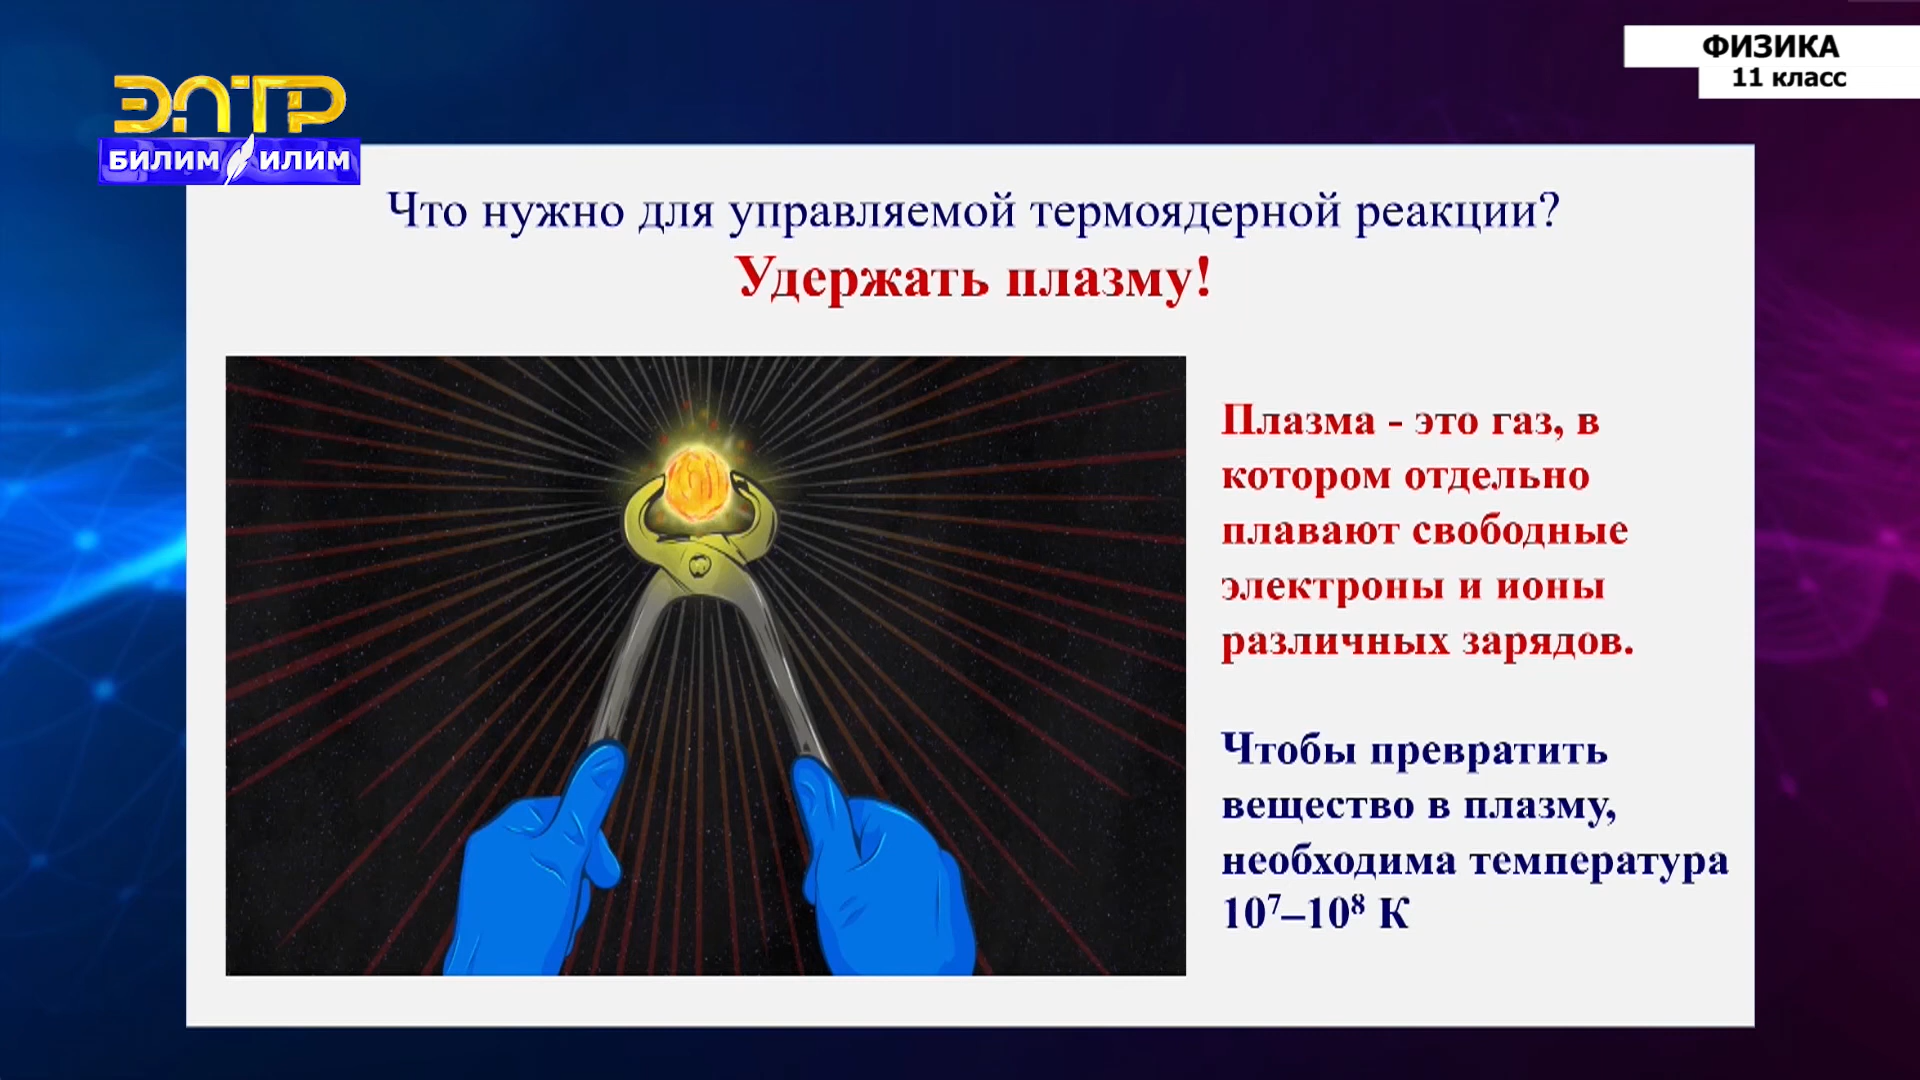 ФИЗИКА
11 класс
ЭЛТР
БИЛИМ ИЛИМ
Что нужно для управляемой термоядерной реакции?
Удержать плазму!
Плазма - это газ, в
котором отдельно
плавают свободные
электроны и ионы
различных зарядов.
Чтобы превратить
вещество в плазму,
необходима температура
10⁷–10⁸ К